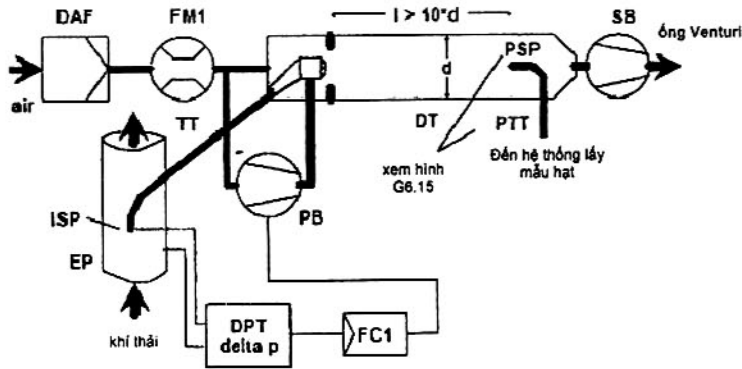 DAF
FM1
l > 10*d
SB
ống Venturi
PSP
d
air
TT
DT
PTT
Đến hệ thống lấy
mẫu hạt
xem hình
G6.15
ISP
PB
EP
khí thải
DPT
delta p
FC1